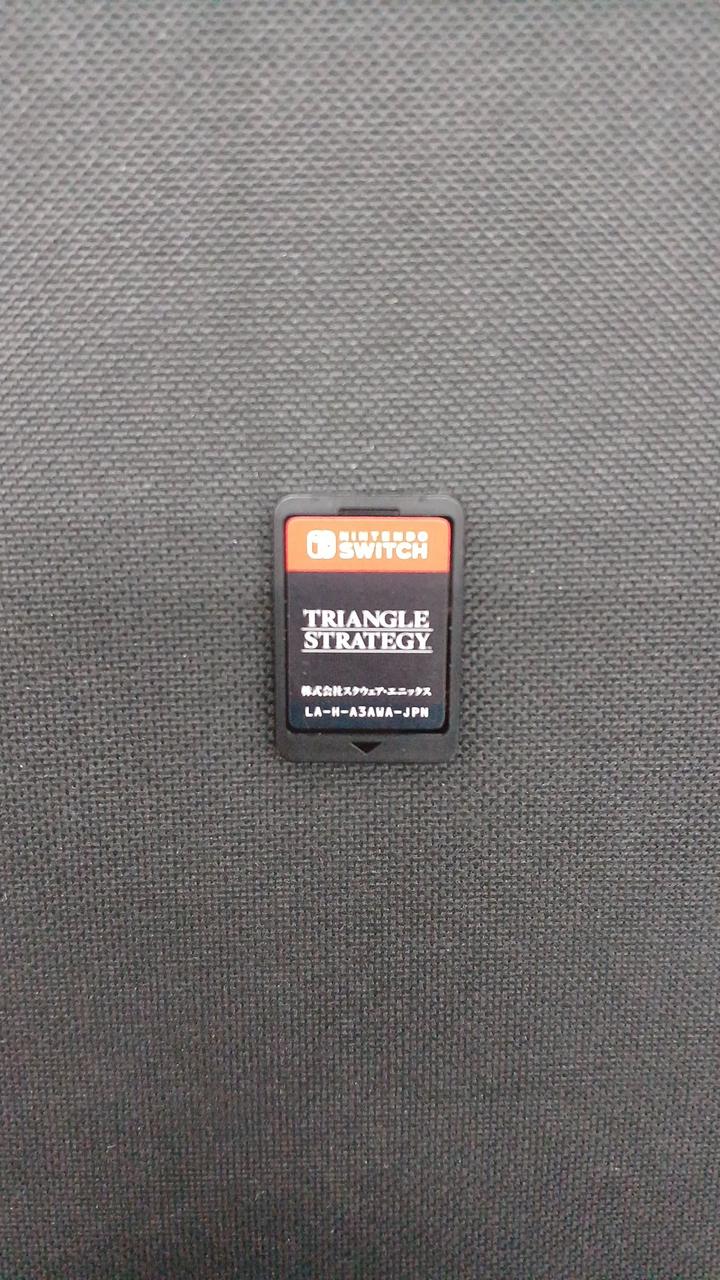 NINTENDO
SWITCH
TRIANGLE
STRATEGY
株式会社スクウェア・エニックス
LA-H-A3AWA-JPN